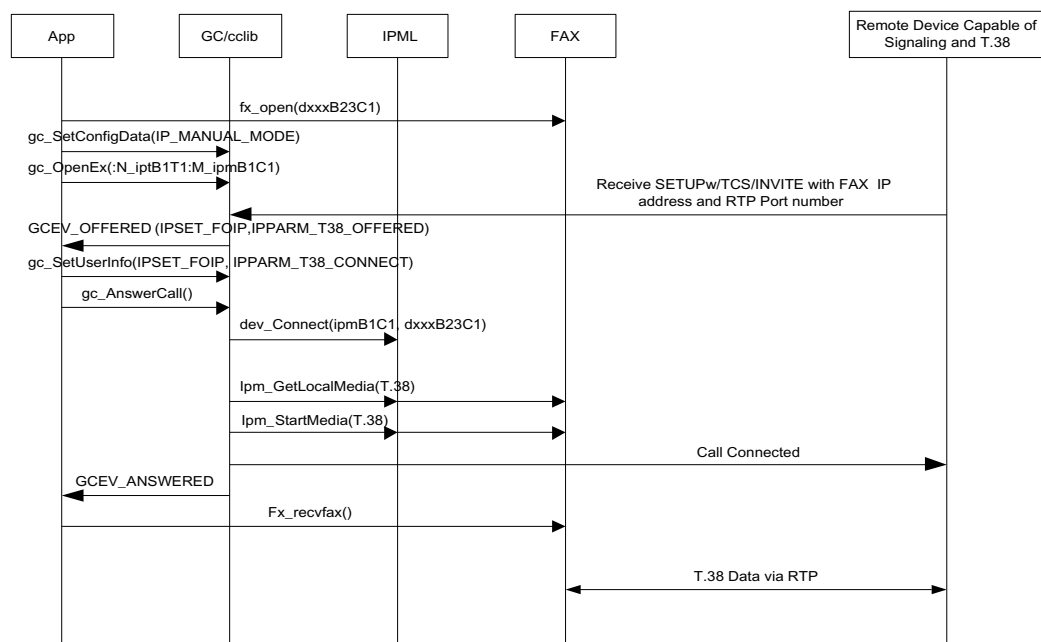 App
GC/cclib
IPML
FAX
Remote Device Capable of
Signaling and T.38
fx_open(dxxxB23C1)
gc_SetConfigData(IP_MANUAL_MODE)
gc_OpenEx(:N_iptB1T1:M_ipmB1C1)
Receive SETUPw/TCS/INVITE with FAX IP
address and RTP Port number
GCEV_OFFERED (IPSET_FOIP,IPPARM_T38_OFFERED)
gc_SetUserInfo(IPSET_FOIP, IPPARM_T38_CONNECT)
gc_AnswerCall()
dev_Connect(ipmB1C1, dxxxB23C1)
Ipm_GetLocalMedia(T.38)
Ipm_StartMedia(T.38)
Call Connected
GCEV_ANSWERED
Fx_recvfax()
T.38 Data via RTP